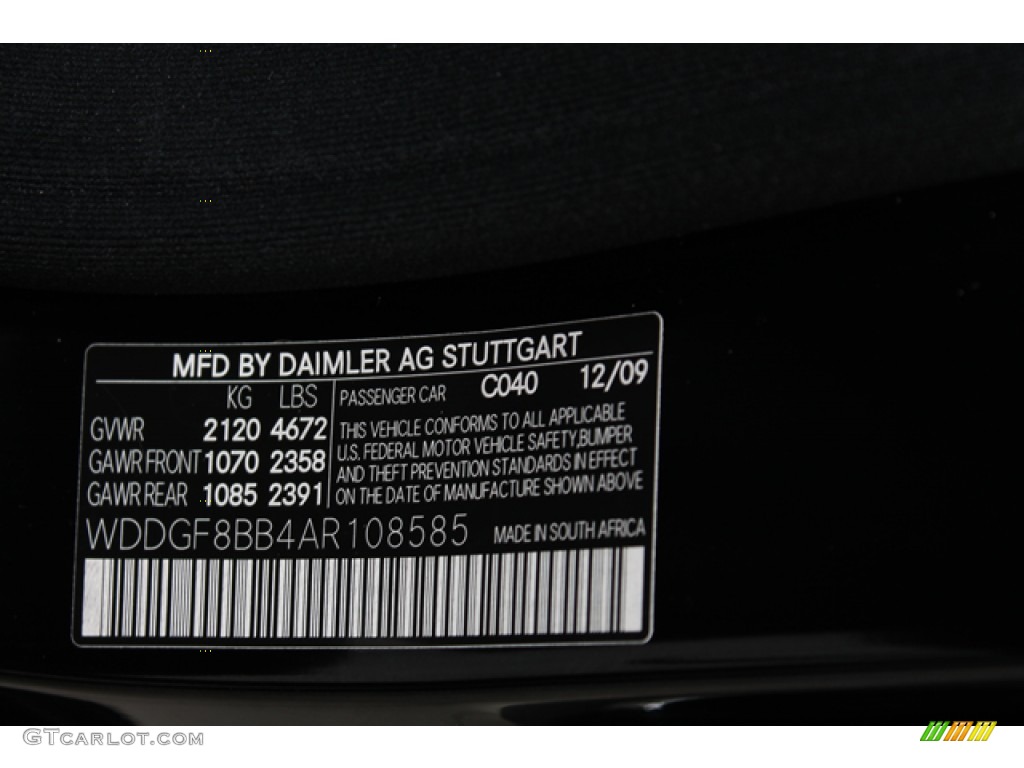 MFD BY DAIMLER AG STUTTGART
KG LBS
GVWR 2120 4672
GAWR FRONT 1070 2358
GAWR REAR 1085 2391
PASSENGER CAR C040 12/09
THIS VEHICLE CONFORMS TO ALL APPLICABLE
U.S. FEDERAL MOTOR VEHICLE SAFETY,BUMPER
AND THEFT PREVENTION STANDARDS IN EFFECT
ON THE DATE OF MANUFACTURE SHOWN ABOVE
WDDGF8BB4AR108585 MADE IN SOUTH AFRICA
GTCARLOT.COM